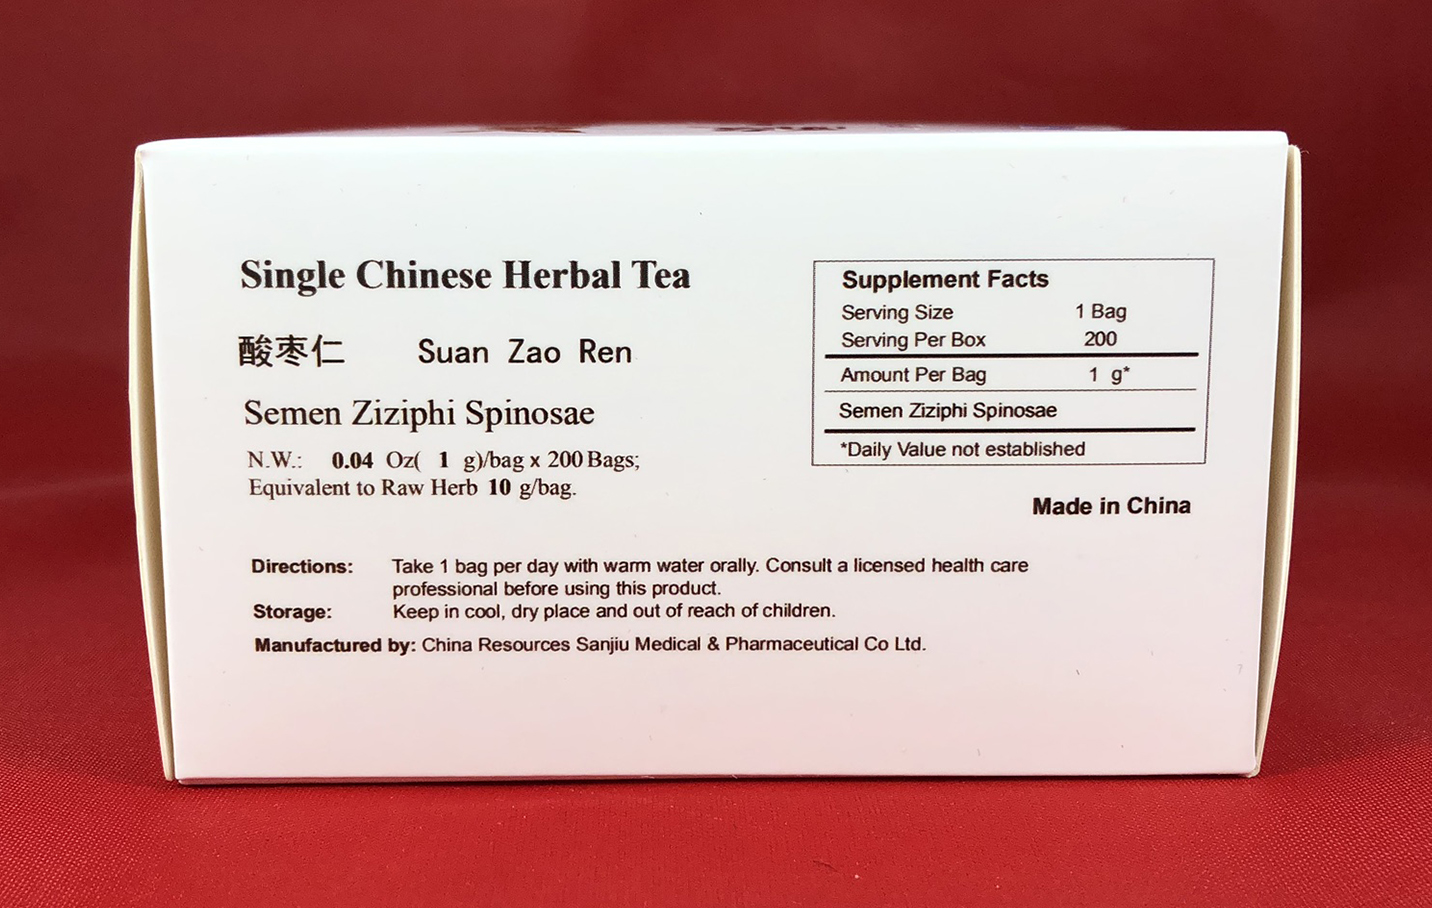 Single Chinese Herbal Tea
酸枣仁 Suan Zao Ren
Semen Ziziphi Spinosae
N.W.: 0.04 Oz( 1 g)/bag x 200 Bags;
Equivalent to Raw Herb 10 g/bag.
Supplement Facts
Serving Size 1 Bag
Serving Per Box 200
Amount Per Bag 1 g*
Semen Ziziphi Spinosae
*Daily Value not established
Made in China
Directions: Take 1 bag per day with warm water orally. Consult a licensed health care
professional before using this product.
Storage: Keep in cool, dry place and out of reach of children.
Manufactured by: China Resources Sanjiu Medical & Pharmaceutical Co Ltd.